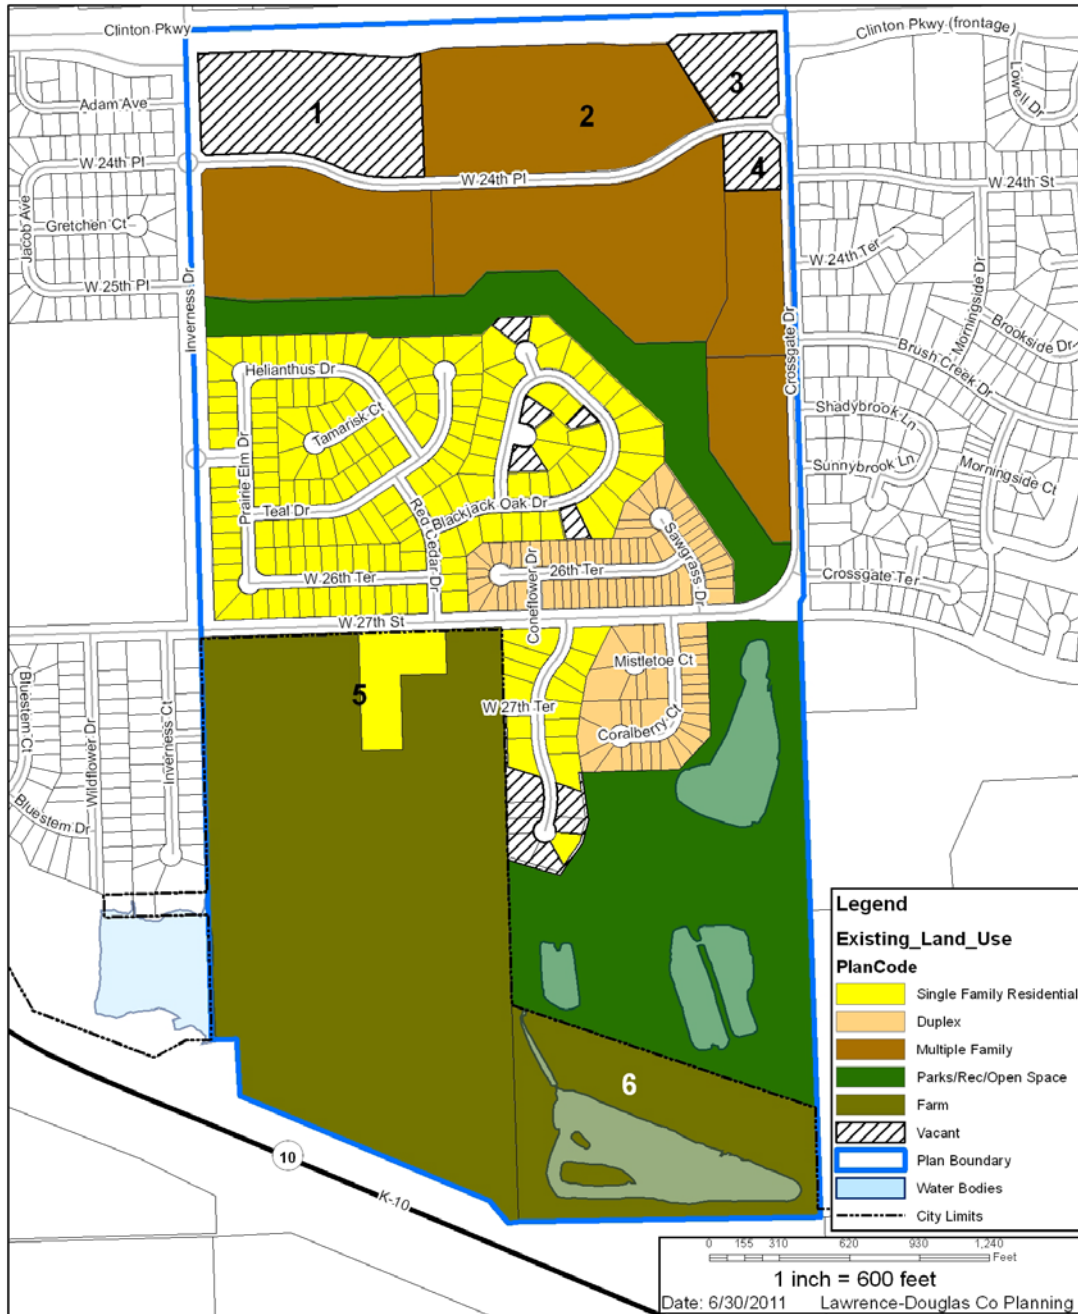 Clinton Pkwy
Clinton Pkwy (frontage)
Lowell Dr
Adam Ave
1
2
3
4
W 24th Pl
W 24th Pl
W 24th St
Jacob Ave
Gretchen Ct
W 24th Ter
W 25th Pl
Inverness Dr
Crossgate Dr
Morningside Dr
Brookside Dr
Brush Creek Dr
Helianthus Dr
Tamarisk Ct
Shadybrook Ln
Prairie Elm Dr
Sunnybrook Ln
Morningside Ct
Teal Dr
Red Cedar Dr
Blackjack Oak Dr
Sawgrass Dr
W 26th Ter
Coneflower Dr
26th Ter
Crossgate Ter
W 27th St
Mistletoe Ct
5
W 27th Ter
Coralberry Ct
Bluestem Ct
Wildflower Dr
Inverness Ct
Bluestem Dr
6
10
K-10
Legend
Existing_Land_Use
PlanCode
Single Family Residential
Duplex
Multiple Family
Parks/Rec/Open Space
Farm
Vacant
Plan Boundary
Water Bodies
City Limits
0 155 310 620 930 1,240
Feet
1 inch = 600 feet
Date: 6/30/2011 Lawrence-Douglas Co Planning